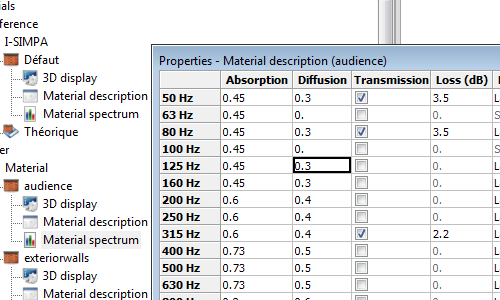 ials
ference
I-SIMPA
Défaut
3D display
Material description
Material spectrum
Théorique
er
Material
audience
3D display
Material description
Material spectrum
exteriorwalls
3D display
Material description
Material spectrum
Properties - Material description (audience)
Absorption Diffusion Transmission Loss (dB)
50 Hz 0.45 0.3 3.5 L
63 Hz 0.45 0. 0. S
80 Hz 0.45 0.3 3.5 L
100 Hz 0.45 0. 0. S
125 Hz 0.45 0.3 0. L
160 Hz 0.45 0.3 0. L
200 Hz 0.6 0.4 0. L
250 Hz 0.6 0.4 0. L
315 Hz 0.6 0.4 2.2 L
400 Hz 0.73 0.5 0. L
500 Hz 0.73 0.5 0. L
630 Hz 0.73 0.5 0. L